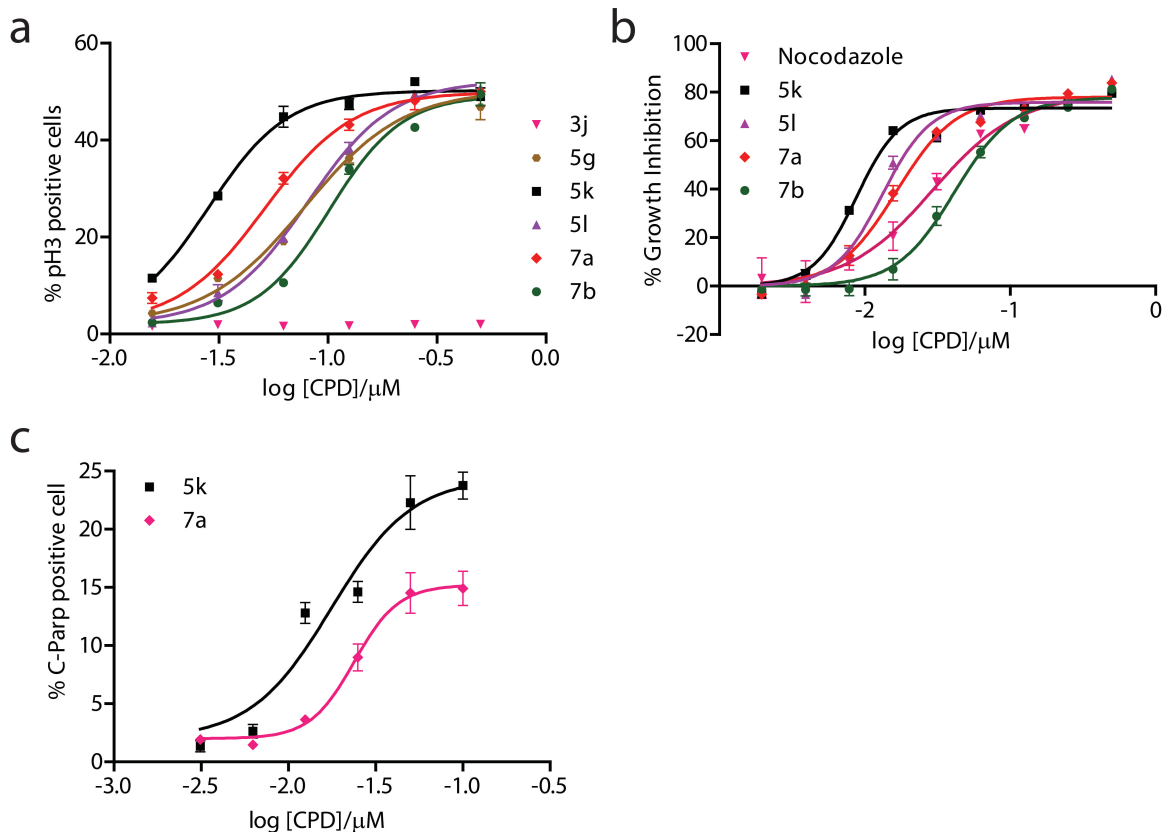 a
60
40
20
0
% pH3 positive cells
-2.0 -1.5 -1.0 -0.5 0.0
log [CPD]/μM
3j
5g
5k
5l
7a
7b
b
100
80
60
40
20
0
-20
% Growth Inhibition
Nocodazole
5k
5l
7a
7b
-2 -1 0
log [CPD]/μM
c
25
20
15
10
5
0
% C-Parp positive cell
5k
7a
-3.0 -2.5 -2.0 -1.5 -1.0 -0.5
log [CPD]/μM